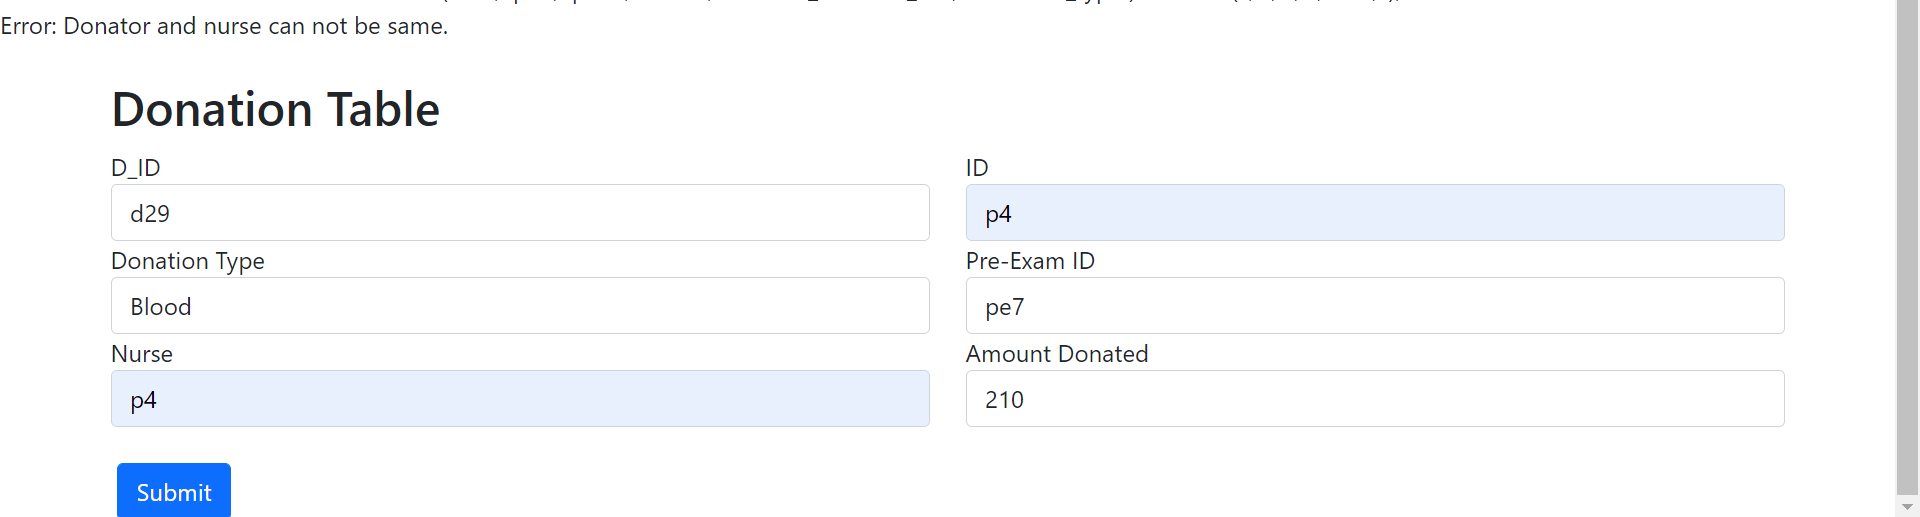 Error: Donator and nurse can not be same.
Donation Table
D_ID
ID
d29
p4
Donation Type
Pre-Exam ID
Blood
pe7
Nurse
Amount Donated
p4
210
Submit